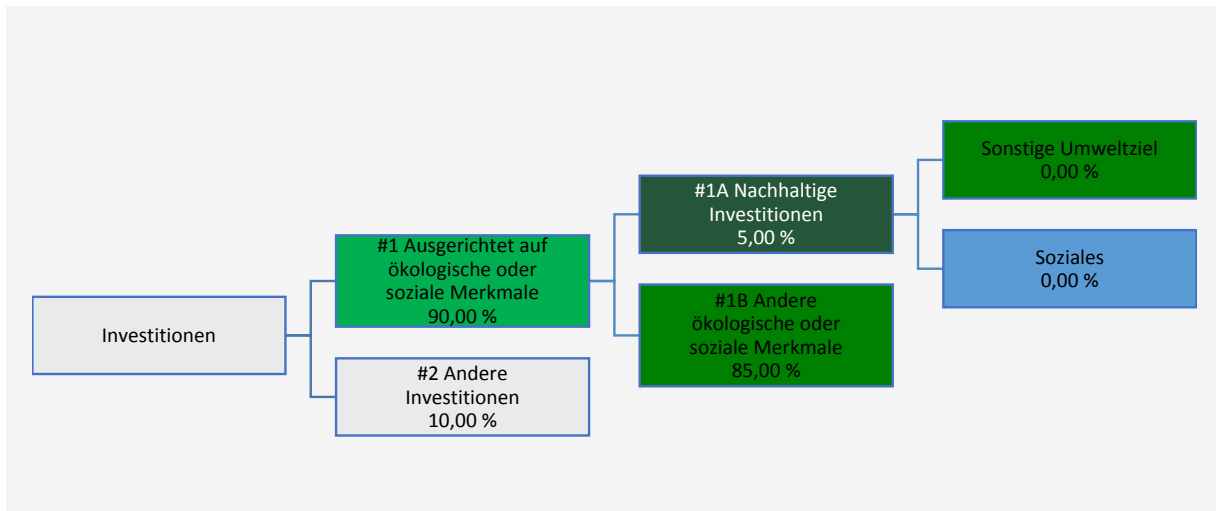 Investitionen
#1 Ausgerichtet auf
ökologische oder
soziale Merkmale
90,00 %
#2 Andere
Investitionen
10,00 %
#1A Nachhaltige
Investitionen
5,00 %
#1B Andere
ökologische oder
soziale Merkmale
85,00 %
Sonstige Umweltziel
0,00 %
Soziales
0,00 %